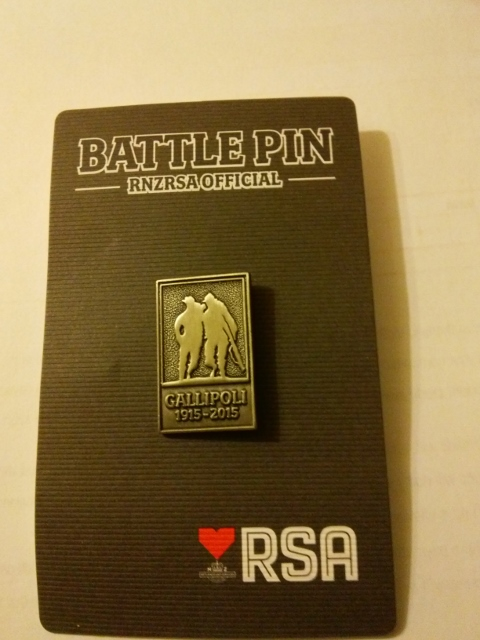 BATTLE PIN
RNZRSA OFFICIAL
GALLIPOLI
1915-2015
RSA